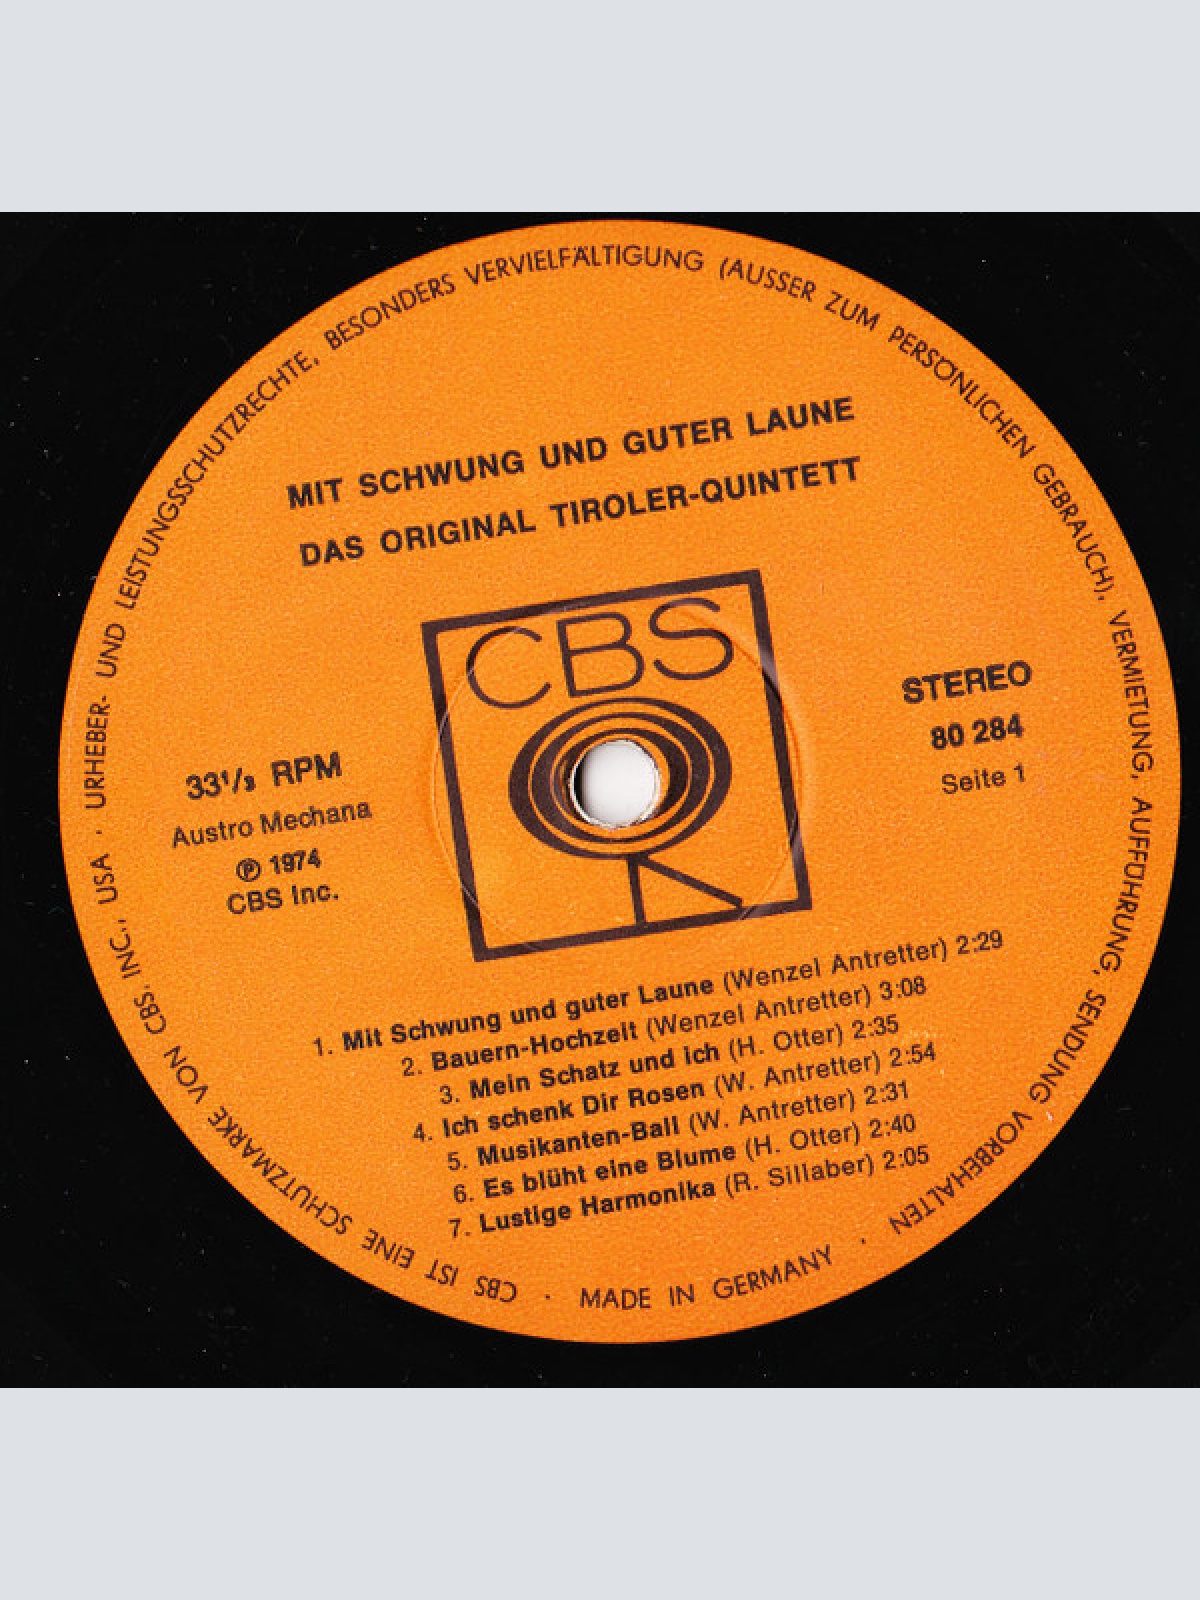 MIT SCHWUNG UND GUTER LAUNE
DAS ORIGINAL TIROLER-QUINTETT
CBS
STEREO
80 284
Seite 1
33⅓ RPM
Austro Mechana
℗ 1974
CBS Inc.
1. Mit Schwung und guter Laune (Wenzel Antretter) 2:29
2. Bauern-Hochzeit (Wenzel Antretter) 3:08
3. Mein Schatz und ich (H. Otter) 2:35
4. Ich schenk Dir Rosen (W. Antretter) 2:54
5. Musikanten-Ball (W. Antretter) 2:31
6. Es blüht eine Blume (H. Otter) 2:40
7. Lustige Harmonika (R. Sillaber) 2:05
CBS IST EINE SCHUTZMARKE VON CBS, INC., USA · URHEBER- UND LEISTUNGSSCHUTZRECHTE, BESONDERS VERVIELFÄLTIGUNG (AUSSER ZUM PERSÖNLICHEN GEBRAUCH), VERMIETUNG, AUFFÜHRUNG, SENDUNG VORBEHALTEN ·
MADE IN GERMANY ·